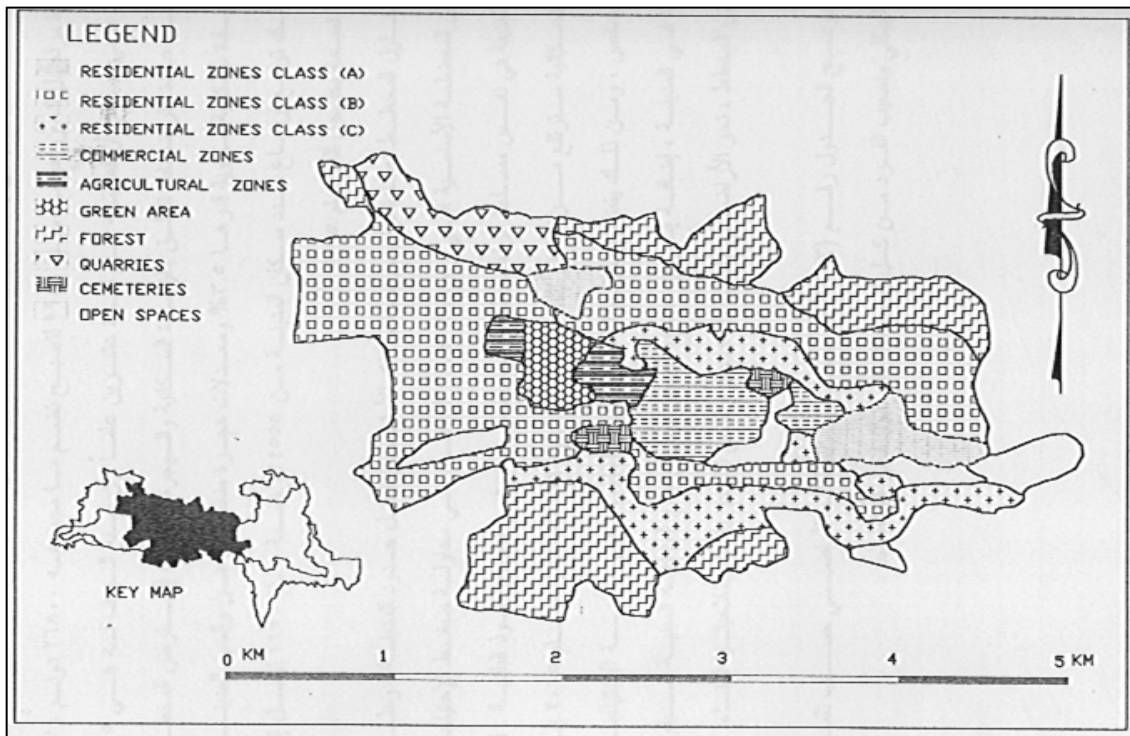 LEGEND
RESIDENTIAL ZONES CLASS (A)
RESIDENTIAL ZONES CLASS (B)
RESIDENTIAL ZONES CLASS (C)
COMMERCIAL ZONES
AGRICULTURAL ZONES
GREEN AREA
FOREST
QUARRIES
CEMETERIES
OPEN SPACES
KEY MAP
0 KM 1 2 3 4 5 KM